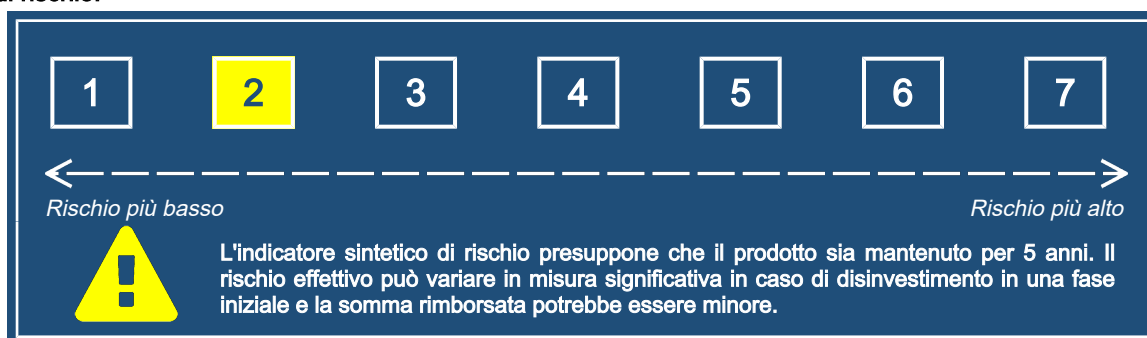 di rischio:
1 2 3 4 5 6 7
Rischio più basso Rischio più alto
L'indicatore sintetico di rischio presuppone che il prodotto sia mantenuto per 5 anni. Il
rischio effettivo può variare in misura significativa in caso di disinvestimento in una fase
iniziale e la somma rimborsata potrebbe essere minore.